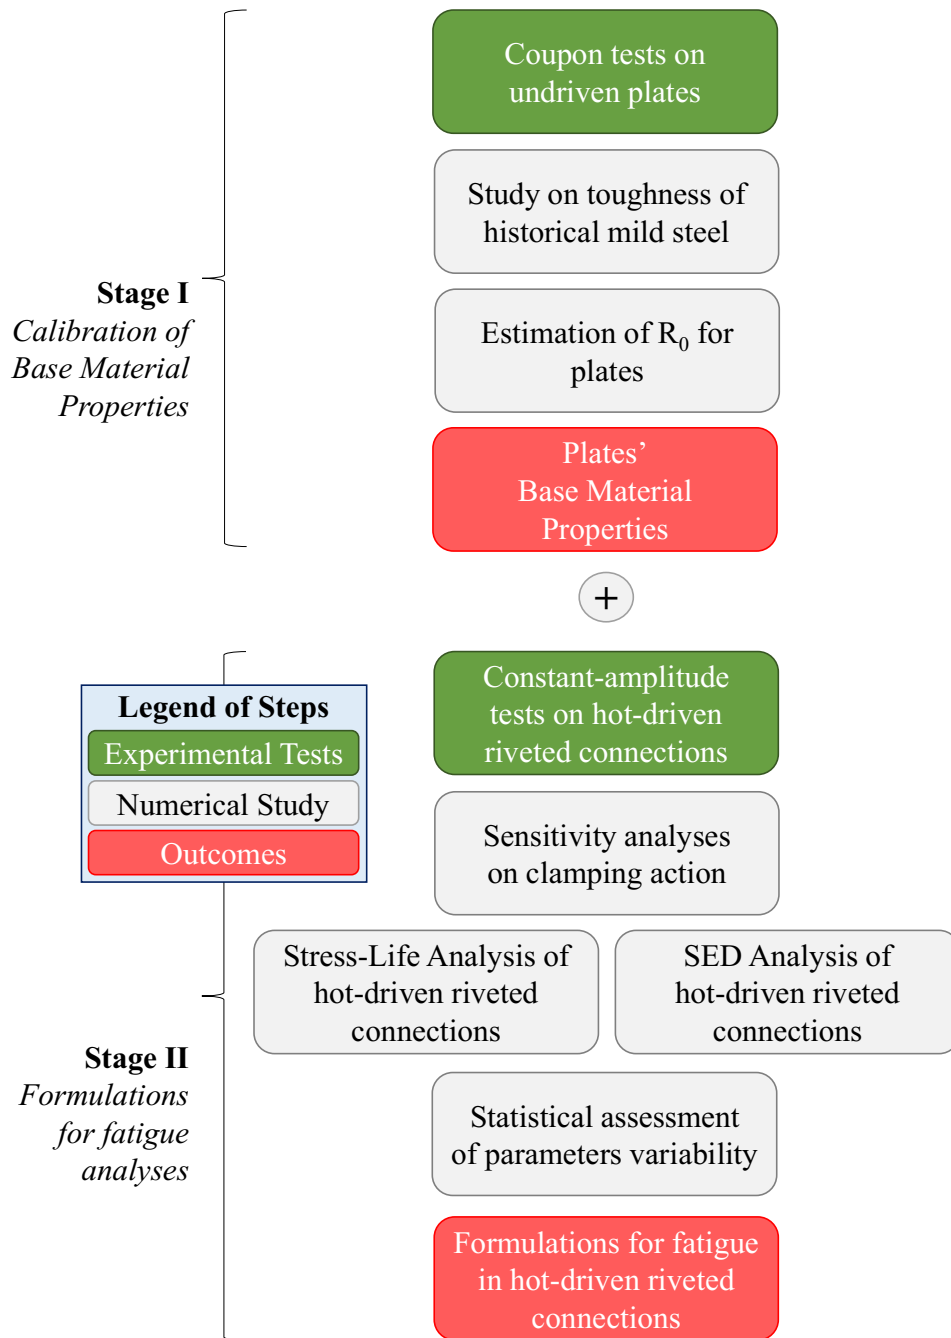 Coupon tests on
undriven plates
Study on toughness of
historical mild steel
Stage I
Calibration of
Base Material
Properties
Estimation of R₀ for
plates
Plates’
Base Material
Properties
+
Constant-amplitude
tests on hot-driven
riveted connections
Legend of Steps
Experimental Tests
Numerical Study
Outcomes
Sensitivity analyses
on clamping action
Stress-Life Analysis of
hot-driven riveted
connections
SED Analysis of
hot-driven riveted
connections
Stage II
Formulations
for fatigue
analyses
Statistical assessment
of parameters variability
Formulations for fatigue
in hot-driven riveted
connections